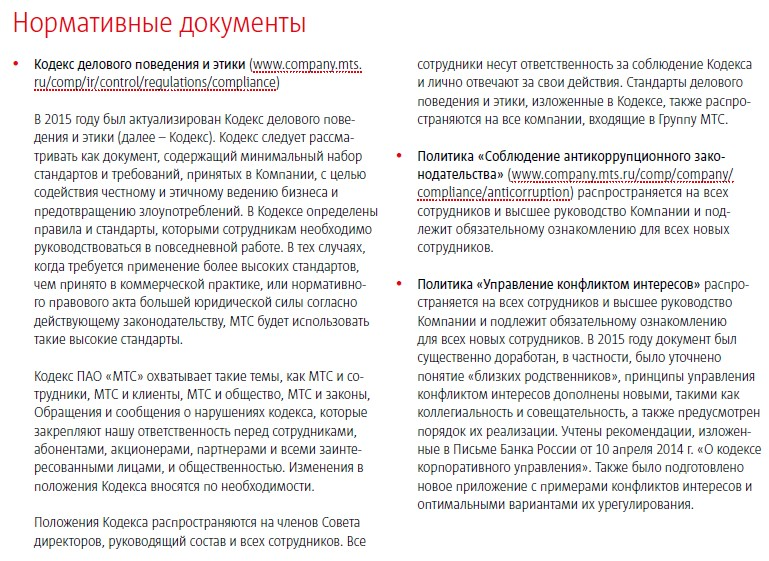 Нормативные документы
• Кодекс делового поведения и этики (www.company.mts.
ru/comp/ir/control/regulations/compliance)
В 2015 году был актуализирован Кодекс делового пове-
дения и этики (далее – Кодекс). Кодекс следует рассма-
тривать как документ, содержащий минимальный набор
стандартов и требований, принятых в Компании, с целью
содействия честному и этичному ведению бизнеса и
предотвращению злоупотреблений. В Кодексе определены
правила и стандарты, которыми сотрудникам необходимо
руководствоваться в повседневной работе. В тех случаях,
когда требуется применение более высоких стандартов,
чем принято в коммерческой практике, или нормативно-
го правового акта большей юридической силы согласно
действующему законодательству, МТС будет использовать
такие высокие стандарты.
Кодекс ПАО «МТС» охватывает такие темы, как МТС и со-
трудники, МТС и клиенты, МТС и общество, МТС и законы,
Обращения и сообщения о нарушениях кодекса, которые
закрепляют нашу ответственность перед сотрудниками,
абонентами, акционерами, партнерами и всеми заинте-
ресованными лицами, и общественностью. Изменения в
положения Кодекса вносятся по необходимости.
Положения Кодекса распространяются на членов Совета
директоров, руководящий состав и всех сотрудников. Все
сотрудники несут ответственность за соблюдение Кодекса
и лично отвечают за свои действия. Стандарты делового
поведения и этики, изложенные в Кодексе, также распро-
страняются на все компании, входящие в Группу МТС.
• Политика «Соблюдение антикоррупционного зако-
нодательства» (www.company.mts.ru/comp/company/
compliance/anticorruption) распространяется на всех
сотрудников и высшее руководство Компании и под-
лежит обязательному ознакомлению для всех новых
сотрудников.
• Политика «Управление конфликтом интересов» распро-
страняется на всех сотрудников и высшее руководство
Компании и подлежит обязательному ознакомлению
для всех новых сотрудников. В 2015 году документ был
существенно доработан, в частности, было уточнено
понятие «близких родственников», принципы управления
конфликтом интересов дополнены новыми, такими как
коллегиальность и совещательность, а также предусмотрен
порядок их реализации. Учтены рекомендации, изложен-
ные в Письме Банка России от 10 апреля 2014 г. «О кодексе
корпоративного управления». Также было подготовлено
новое приложение с примерами конфликтов интересов и
оптимальными вариантами их урегулирования.